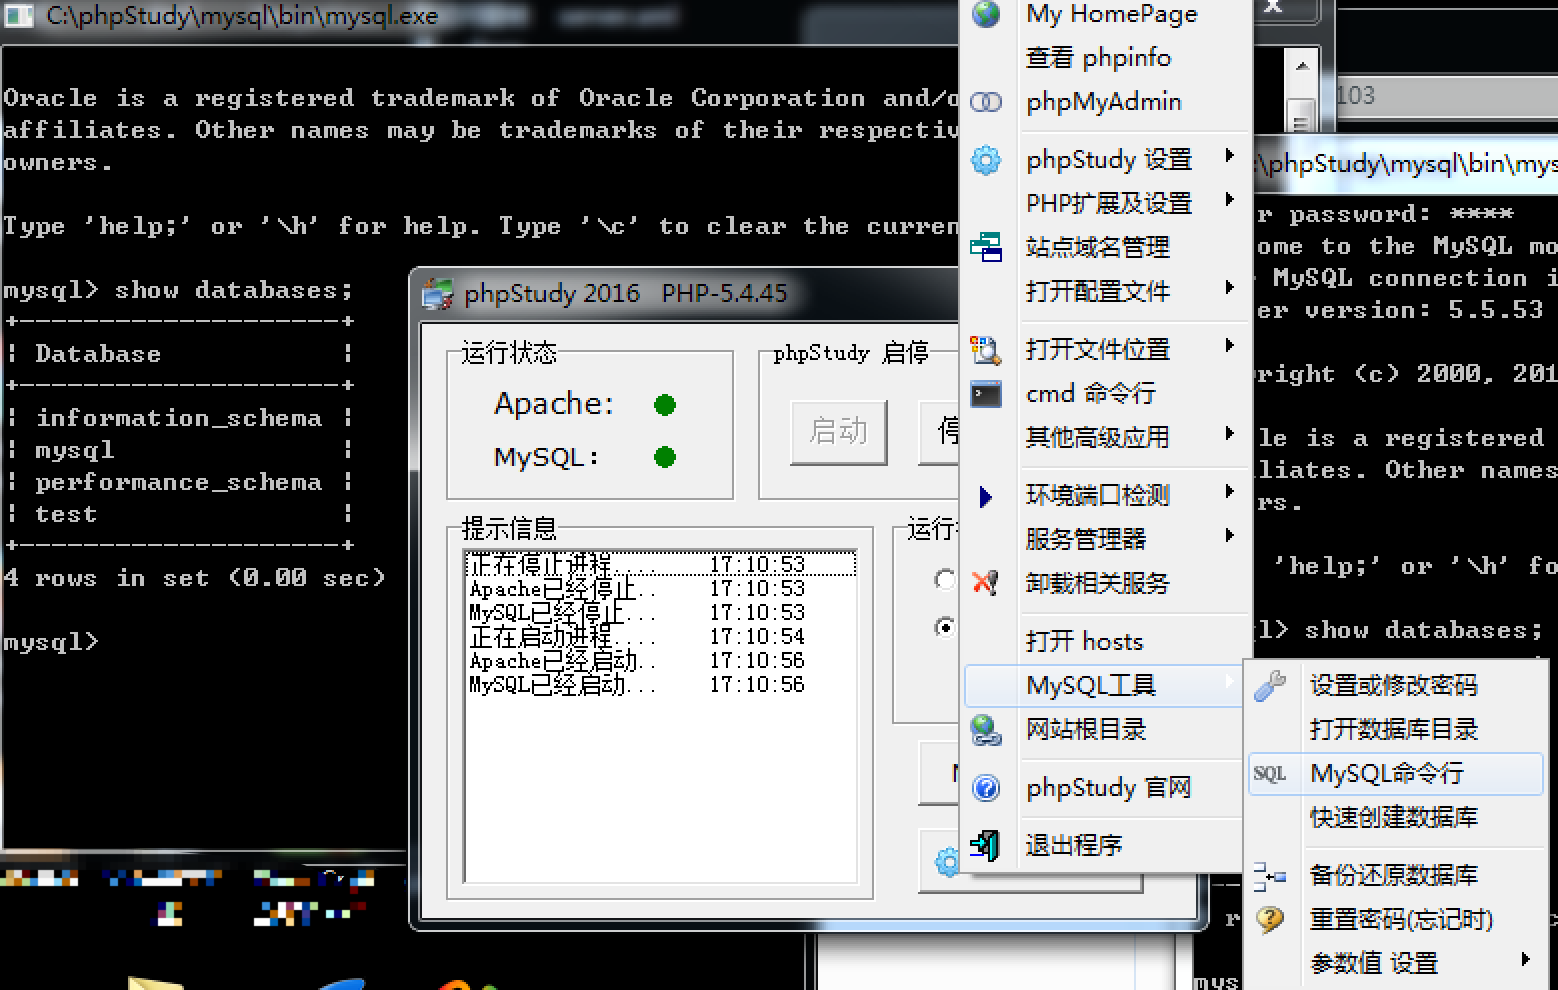 C:\phpStudy\mysql\bin\mysql.exe
Oracle is a registered trademark of Oracle Corporation and/o
affiliates. Other names may be trademarks of their respectiv
owners.
Type 'help;' or '\h' for help. Type '\c' to clear the curren
mysql> show databases;
+--------------------+
| Database           |
+--------------------+
| information_schema |
| mysql              |
| performance_schema |
| test               |
+--------------------+
4 rows in set (0.00 sec)
mysql>
phpStudy 2016 PHP-5.4.45
运行状态
Apache:
MySQL:
phpStudy 启停
启动
停
提示信息
正在停止进程.... 17:10:53
Apache已经停止.. 17:10:53
MySQL已经停止... 17:10:53
正在启动进程.... 17:10:54
Apache已经启动.. 17:10:56
MySQL已经启动... 17:10:56
运行
My HomePage
查看 phpinfo
phpMyAdmin
phpStudy 设置
PHP扩展及设置
站点域名管理
打开配置文件
打开文件位置
cmd 命令行
其他高级应用
环境端口检测
服务管理器
卸载相关服务
打开 hosts
MySQL工具
网站根目录
phpStudy 官网
退出程序
设置或修改密码
打开数据库目录
SQL MySQL命令行
快速创建数据库
备份还原数据库
重置密码(忘记时)
参数值 设置
103
:\phpStudy\mysql\bin\mys
r password: ****
ome to the MySQL mo
MySQL connection i
er version: 5.5.53
right (c) 2000, 201
le is a registered
liates. Other names
rs.
'help;' or '\h' fo
l> show databases;
mys